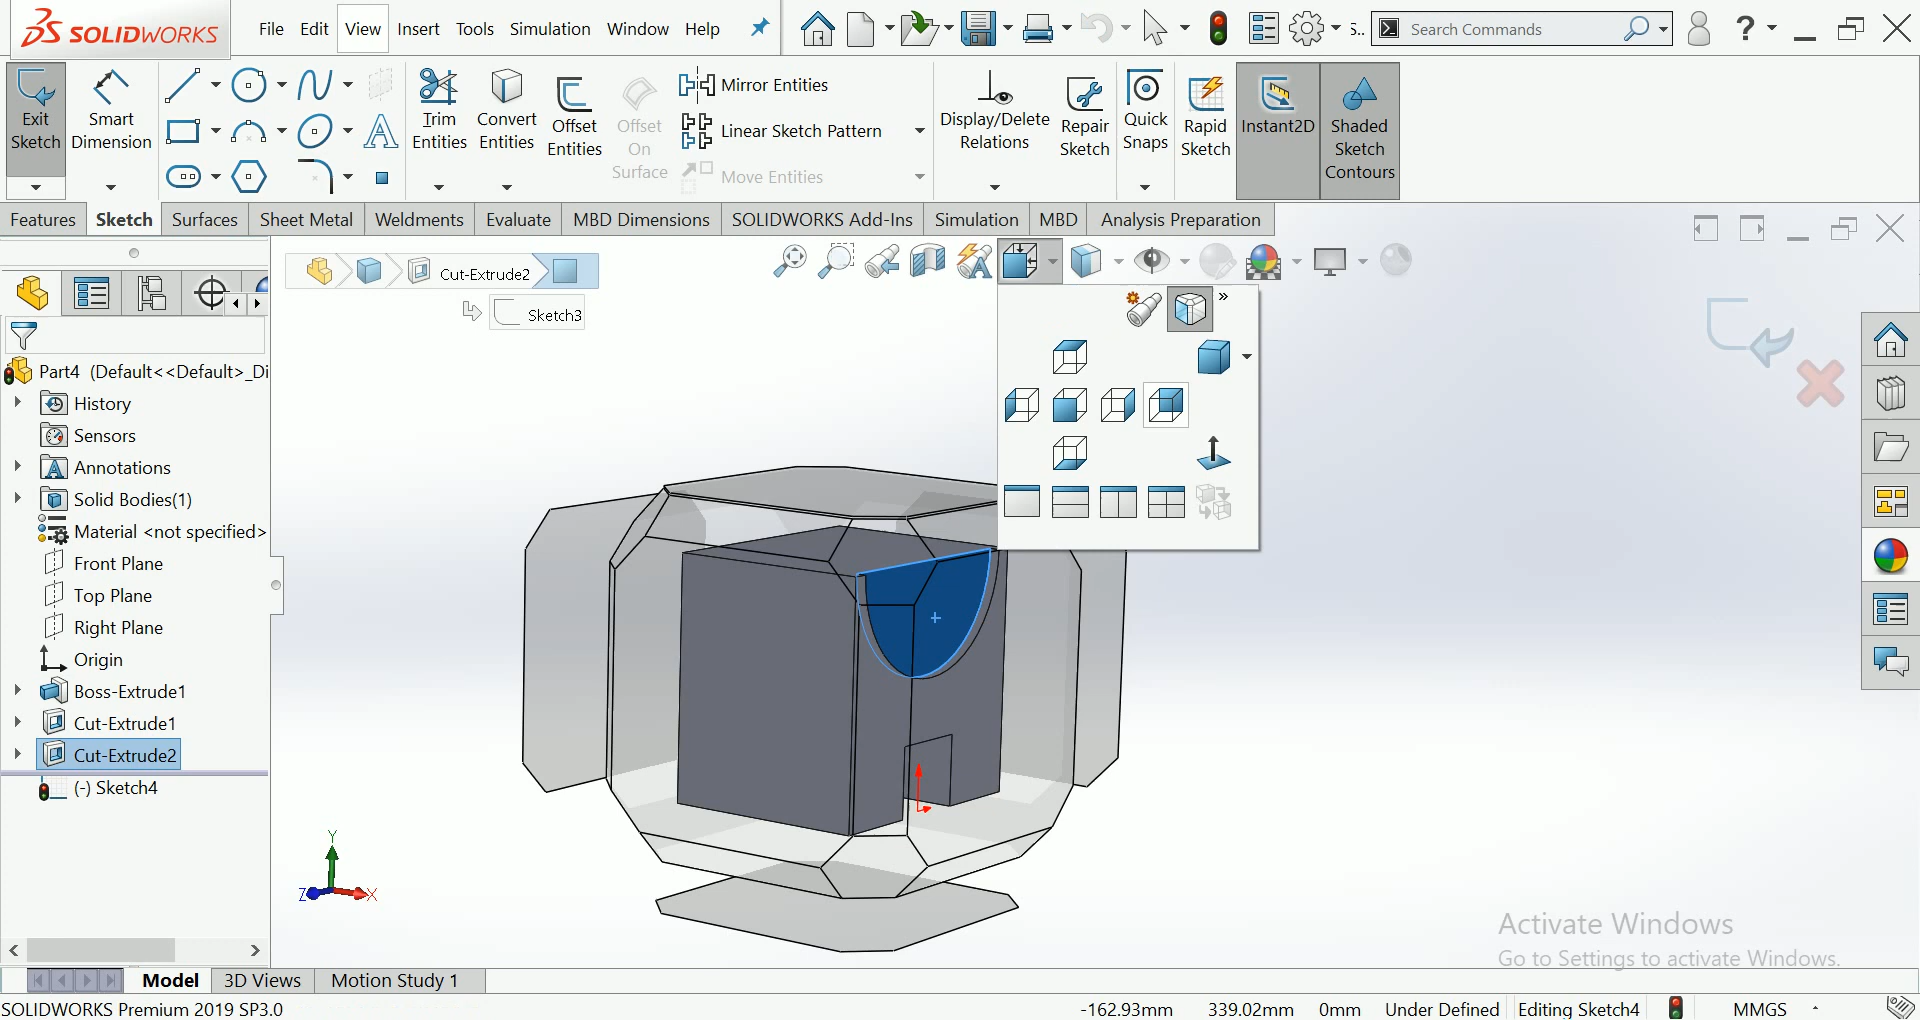 SOLIDWORKS
File Edit View Insert Tools Simulation Window Help
S..
Search Commands
?
Exit Sketch
Smart Dimension
Trim Entities
Convert Entities
Offset Entities
Offset On Surface
Mirror Entities
Linear Sketch Pattern
Move Entities
Display/Delete Relations
Repair Sketch
Quick Snaps
Rapid Sketch
Instant2D
Shaded Sketch Contours
Features Sketch Surfaces Sheet Metal Weldments Evaluate MBD Dimensions SOLIDWORKS Add-Ins Simulation MBD Analysis Preparation
Cut-Extrude2
Sketch3
Part4 (Default<<Default>_Di
History
Sensors
Annotations
Solid Bodies(1)
Material <not specified>
Front Plane
Top Plane
Right Plane
Origin
Boss-Extrude1
Cut-Extrude1
Cut-Extrude2
(-) Sketch4
Y
Z X
Activate Windows
Go to Settings to activate Windows.
Model 3D Views Motion Study 1
SOLIDWORKS Premium 2019 SP3.0 -162.93mm 339.02mm 0mm Under Defined Editing Sketch4 MMGS